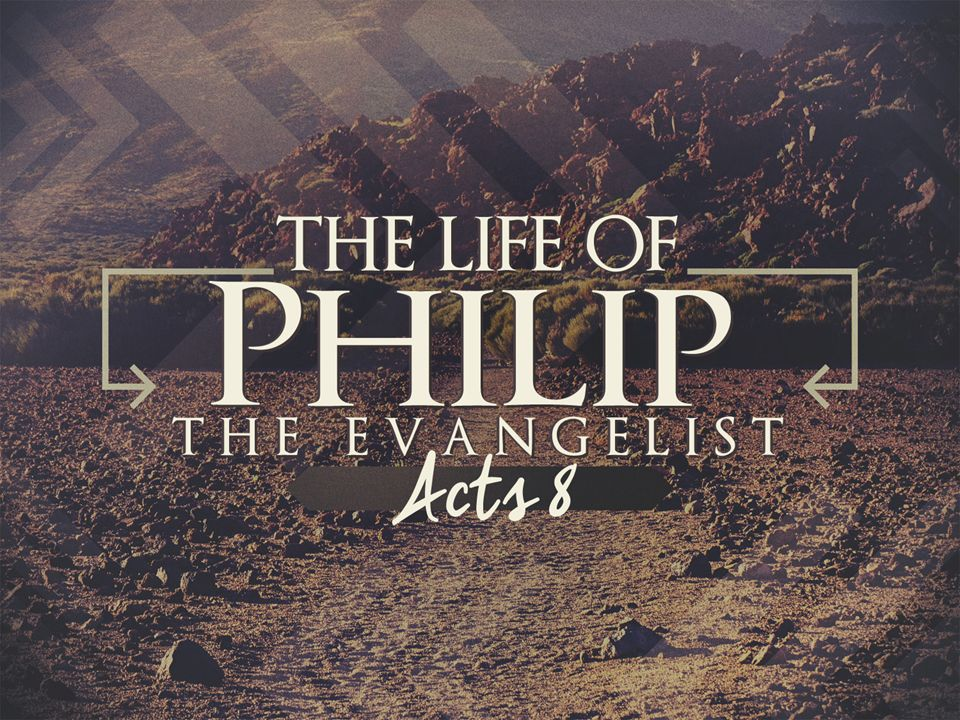 THE LIFE OF
PHILIP
THE EVANGELIST
Acts 8